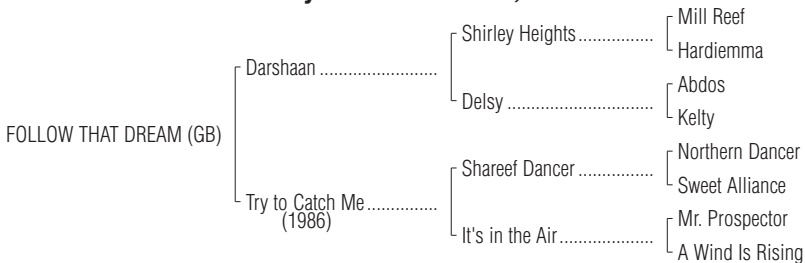 Mill Reef
Shirley Heights................
Hardiemma
Darshaan .........................
Abdos
Delsy ...............................
Kelty
FOLLOW THAT DREAM (GB)
Northern Dancer
Shareef Dancer ................
Sweet Alliance
Try to Catch Me...............
(1986)
Mr. Prospector
It's in the Air....................
A Wind Is Rising